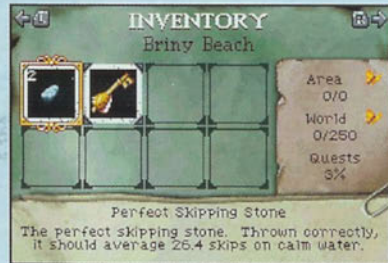 L
INVENTORY
R
Briny Beach
2
Area
0/0
World
0/250
Quests
3%
Perfect Skipping Stone
The perfect skipping stone. Thrown correctly,
it should average 26.4 skips on calm water.